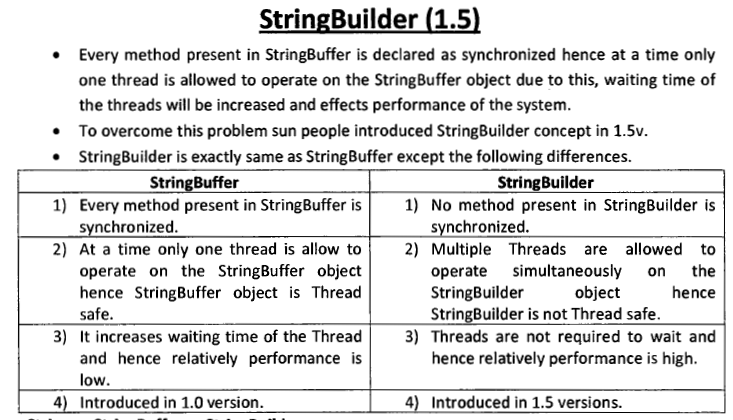 StringBuilder (1.5)
• Every method present in StringBuffer is declared as synchronized hence at a time only
one thread is allowed to operate on the StringBuffer object due to this, waiting time of
the threads will be increased and effects performance of the system.
• To overcome this problem sun people introduced StringBuilder concept in 1.5v.
• StringBuilder is exactly same as StringBuffer except the following differences.
StringBuffer
StringBuilder
1) Every method present in StringBuffer is
synchronized.
1) No method present in StringBuilder is
synchronized.
2) At a time only one thread is allow to
operate on the StringBuffer object
hence StringBuffer object is Thread
safe.
2) Multiple Threads are allowed to
operate simultaneously on the
StringBuilder object hence
StringBuilder is not Thread safe.
3) It increases waiting time of the Thread
and hence relatively performance is
low.
3) Threads are not required to wait and
hence relatively performance is high.
4) Introduced in 1.0 version.
4) Introduced in 1.5 versions.